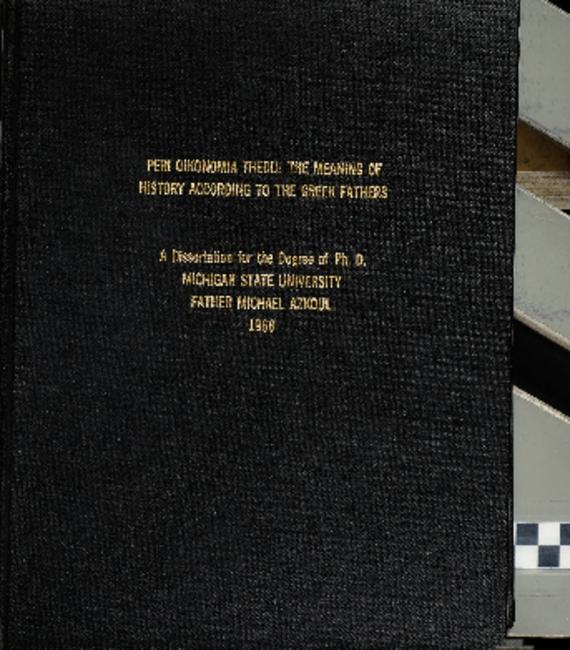 PERI OIKONOMIA THEOU: THE MEANING OF
HISTORY ACCORDING TO THE GREEK FATHERS
A Dissertation for the Degree of Ph. D.
MICHIGAN STATE UNIVERSITY
FATHER MICHAEL AZKOUL
1968